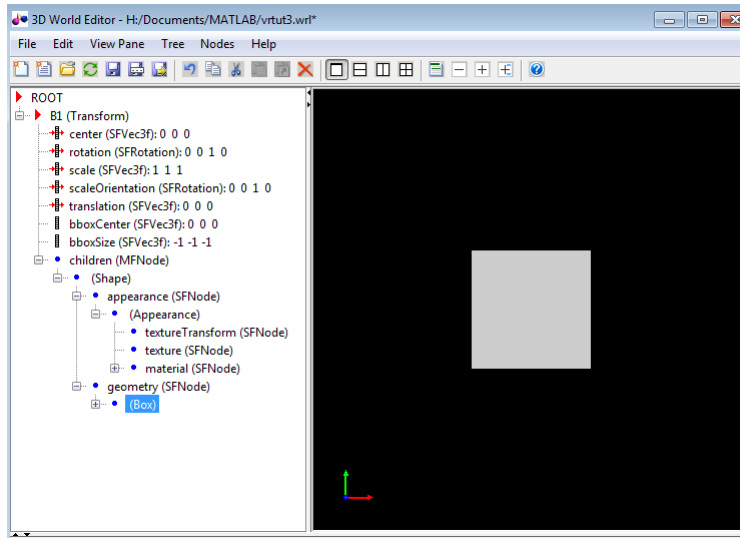 3D World Editor - H:/Documents/MATLAB/vrtut3.wrl*
File Edit View Pane Tree Nodes Help
ROOT
B1 (Transform)
center (SFVec3f): 0 0 0
rotation (SFRotation): 0 0 1 0
scale (SFVec3f): 1 1 1
scaleOrientation (SFRotation): 0 0 1 0
translation (SFVec3f): 0 0 0
bboxCenter (SFVec3f): 0 0 0
bboxSize (SFVec3f): -1 -1 -1
children (MFNode)
(Shape)
appearance (SFNode)
(Appearance)
textureTransform (SFNode)
texture (SFNode)
material (SFNode)
geometry (SFNode)
(Box)